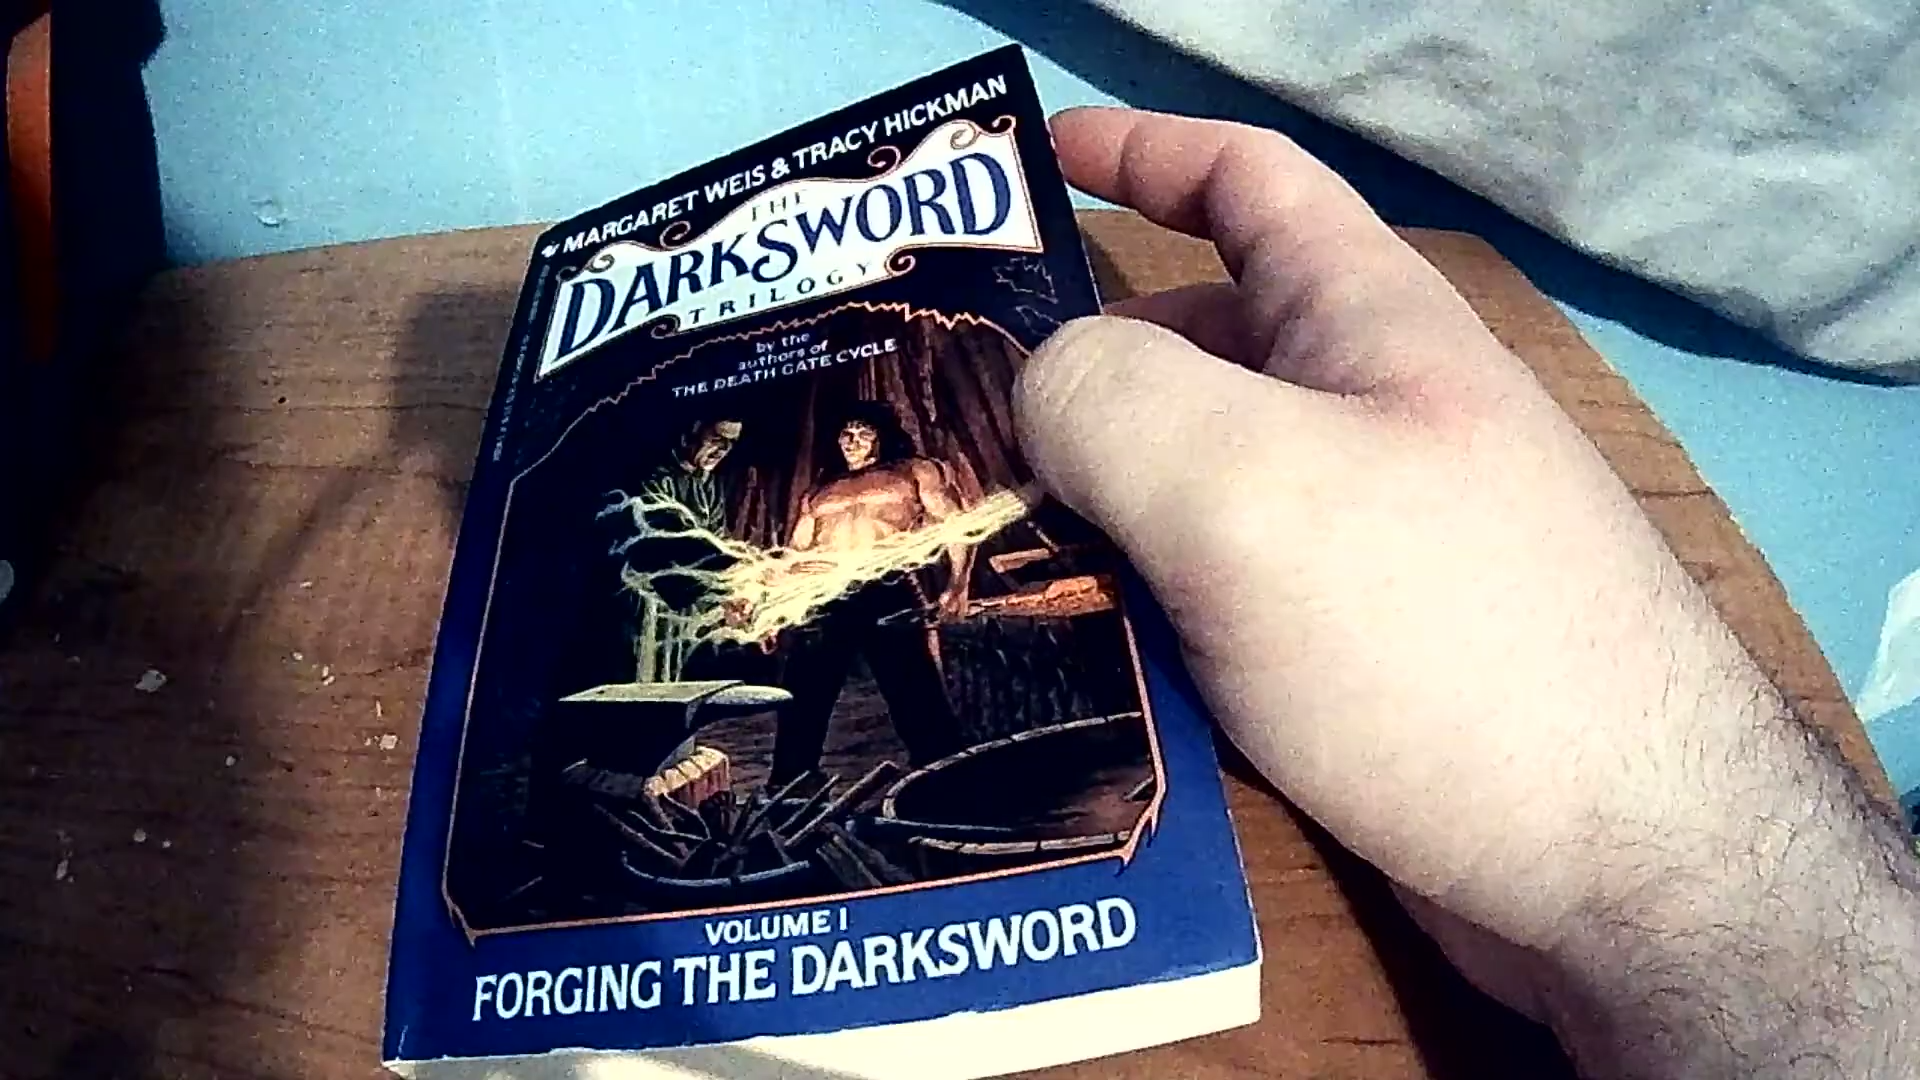 MARGARET WEIS & TRACY HICKMAN
THE
DARKSWORD
TRILOGY
by the
authors of
THE DEATH GATE CYCLE
VOLUME I
FORGING THE DARKSWORD